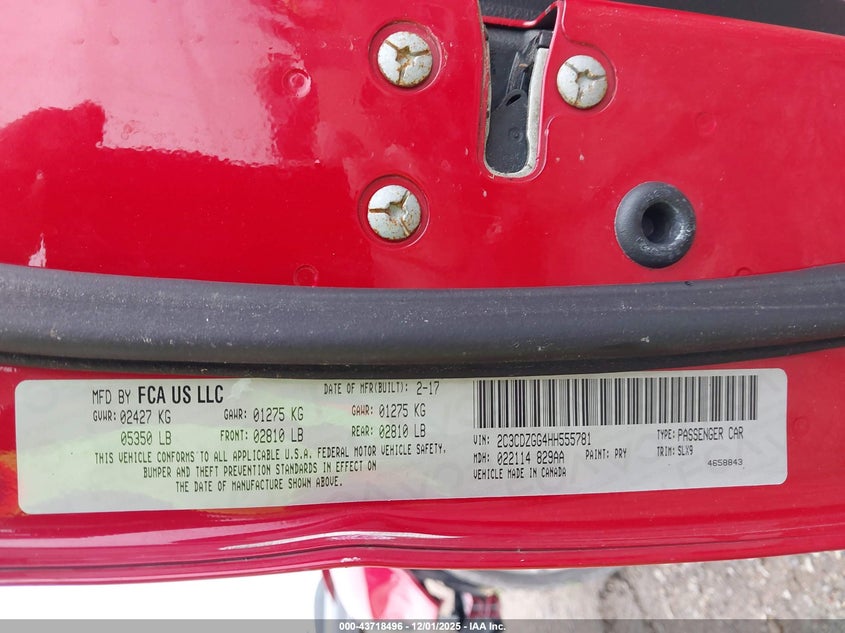 MFD BY FCA US LLC
DATE OF MFR(BUILT): 2-17
GVWR: 02427 KG GAWR: 01275 KG GAWR: 01275 KG
05350 LB FRONT: 02810 LB REAR: 02810 LB
THIS VEHICLE CONFORMS TO ALL APPLICABLE U.S.A. FEDERAL MOTOR VEHICLE SAFETY,
BUMPER AND THEFT PREVENTION STANDARDS IN EFFECT ON
THE DATE OF MANUFACTURE SHOWN ABOVE.
VIN: 2C3CDZGG4HH555781 TYPE: PASSENGER CAR
MDH: 022114 829AA PAINT: PRY TRIM: SLX9
VEHICLE MADE IN CANADA
4658843
000-43718496 - 12/01/2025 - IAA Inc.